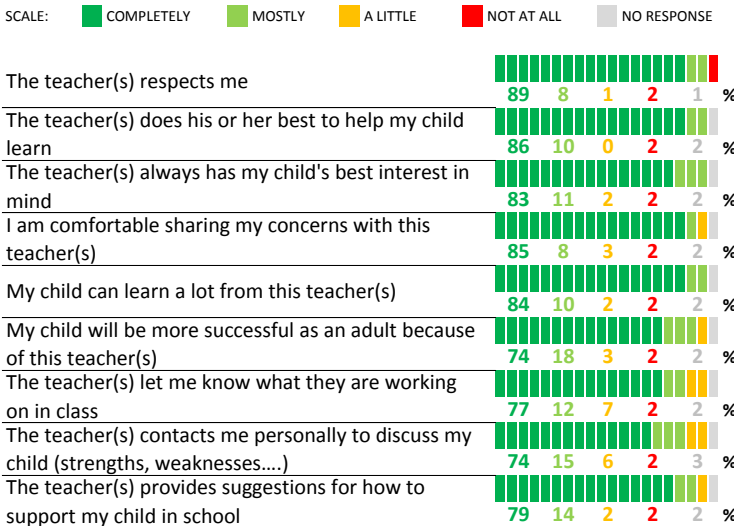 SCALE: COMPLETELY MOSTLY A LITTLE NOT AT ALL NO RESPONSE
The teacher(s) respects me
89 8 1 2 1 %
The teacher(s) does his or her best to help my child
learn
86 10 0 2 2 %
The teacher(s) always has my child's best interest in
mind
83 11 2 2 2 %
I am comfortable sharing my concerns with this
teacher(s)
85 8 3 2 2 %
My child can learn a lot from this teacher(s)
84 10 2 2 2 %
My child will be more successful as an adult because
of this teacher(s)
74 18 3 2 2 %
The teacher(s) let me know what they are working
on in class
77 12 7 2 2 %
The teacher(s) contacts me personally to discuss my
child (strengths, weaknesses....)
74 15 6 2 3 %
The teacher(s) provides suggestions for how to
support my child in school
79 14 2 2 2 %